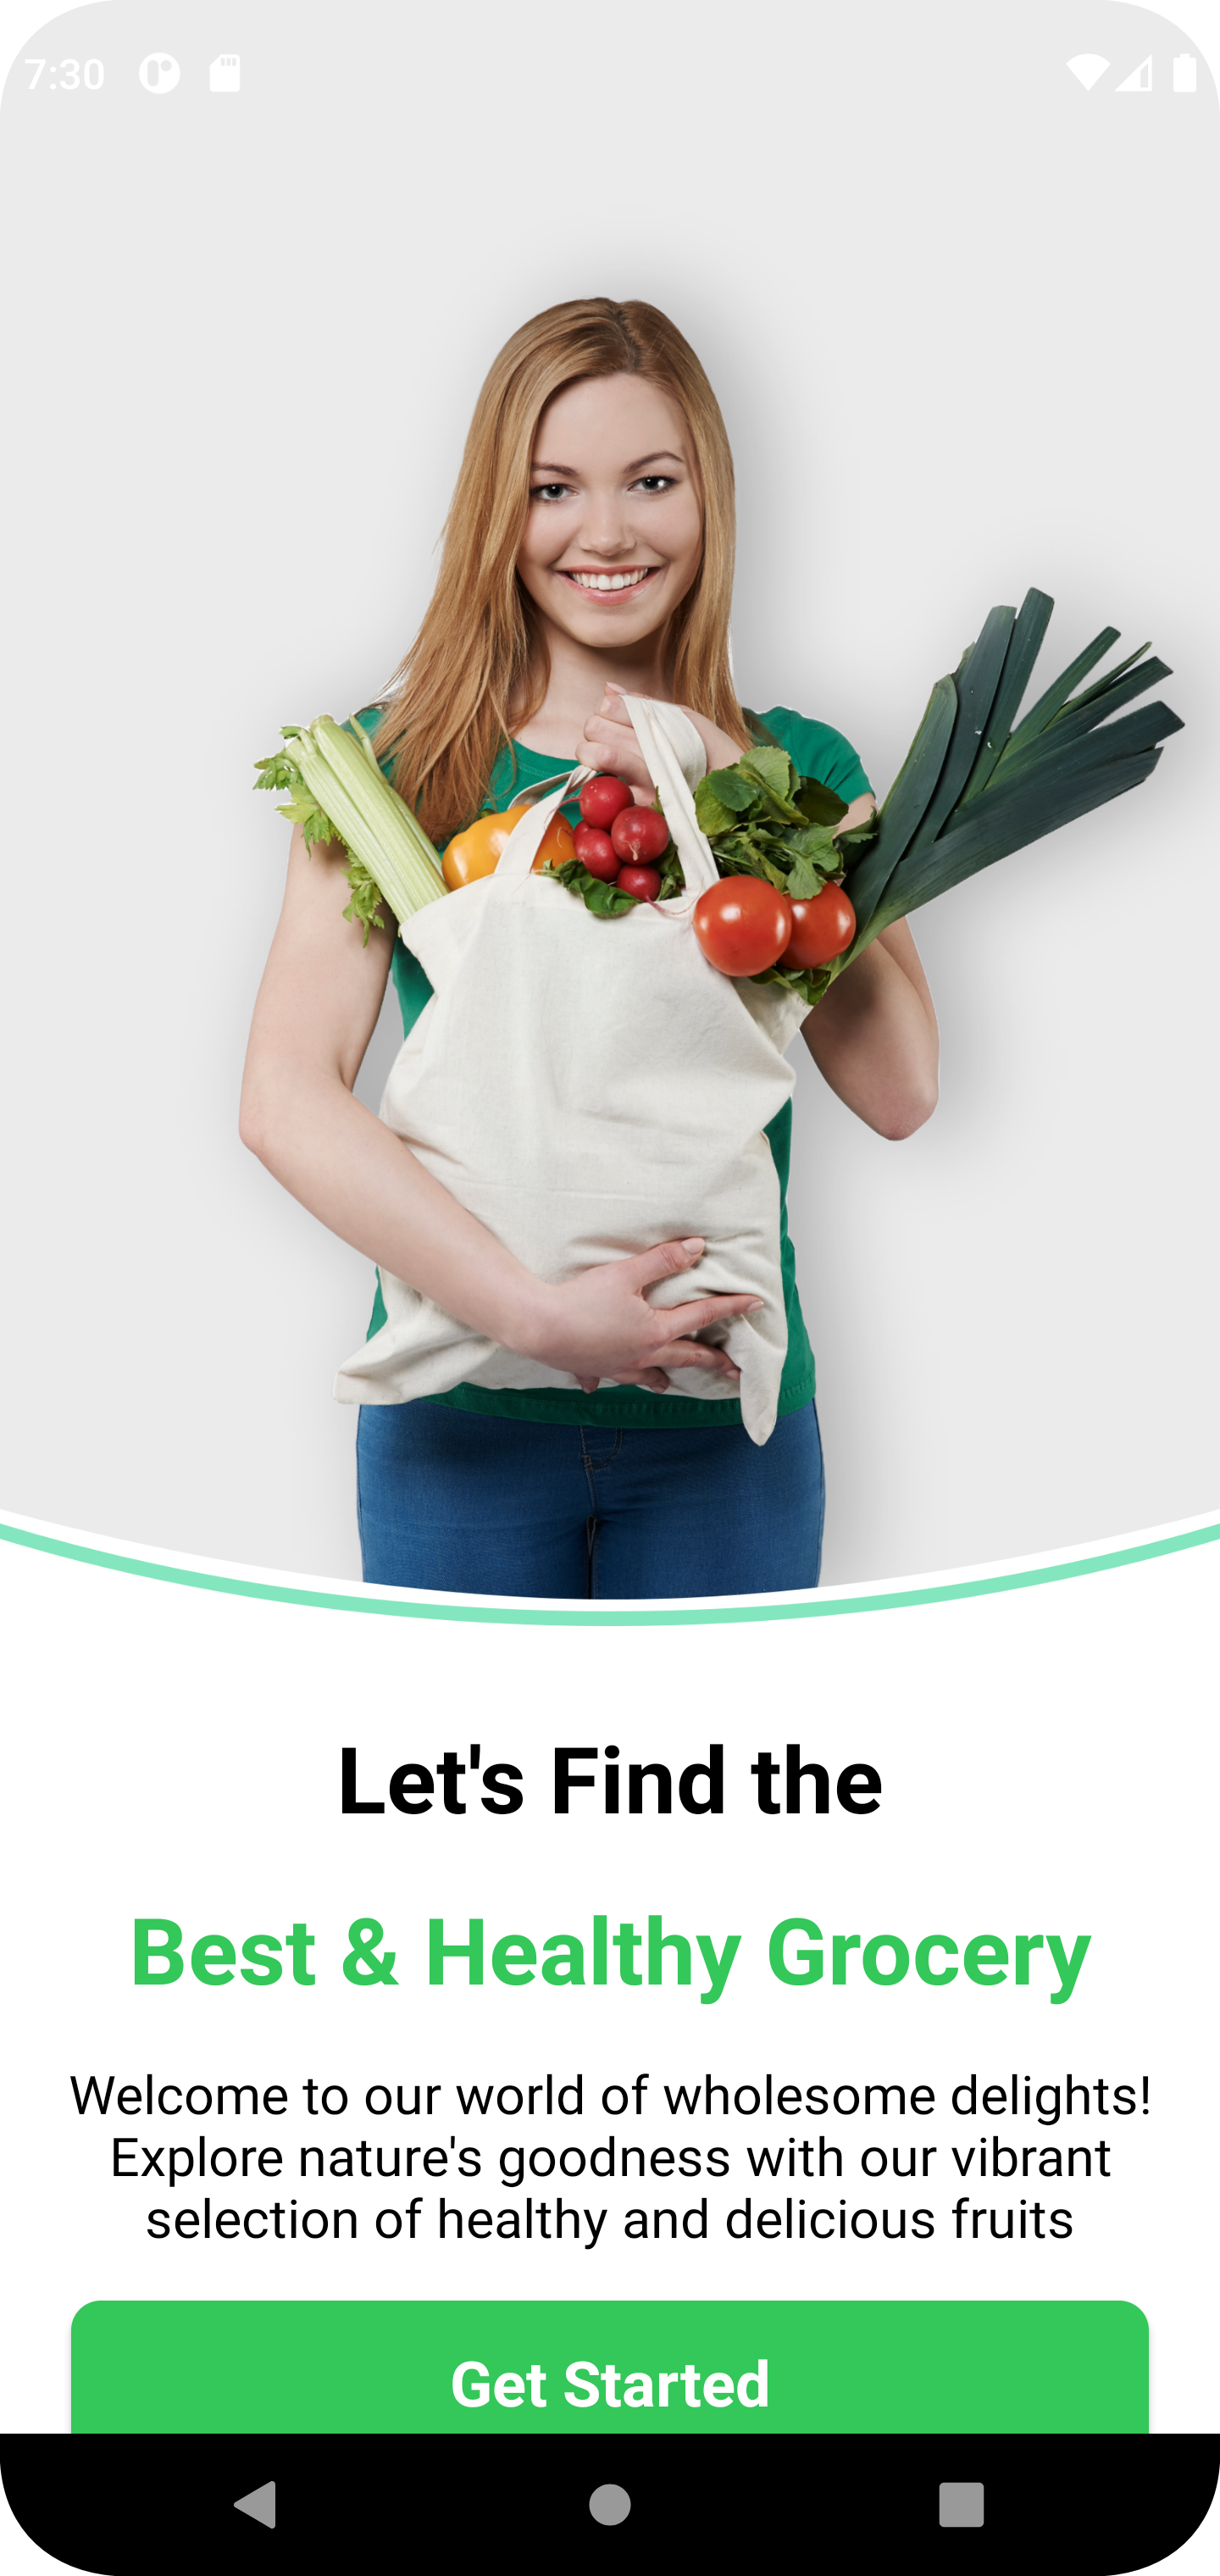 7:30
Let's Find the
Best & Healthy Grocery
Welcome to our world of wholesome delights!
Explore nature's goodness with our vibrant
selection of healthy and delicious fruits
Get Started